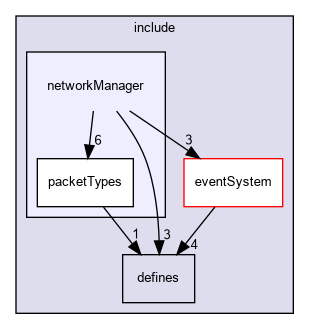 include
networkManager
6
3
packetTypes
eventSystem
1
3
4
defines